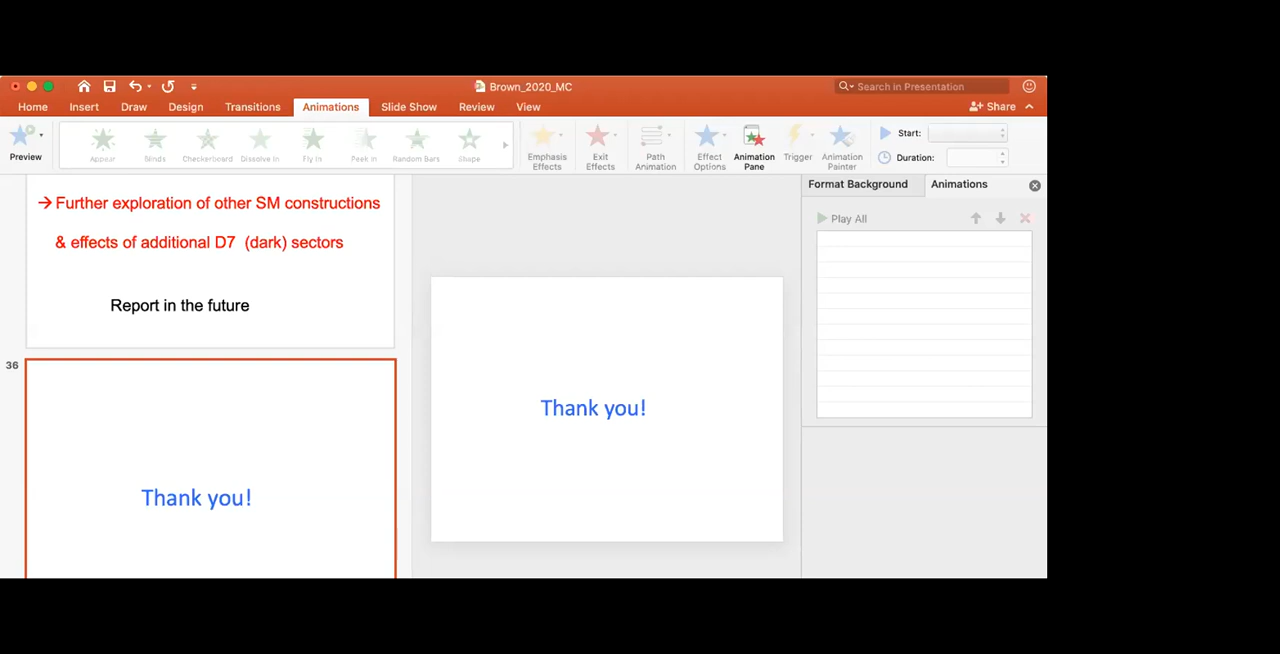 Brown_2020_MC
Search in Presentation
Home Insert Draw Design Transitions Animations Slide Show Review View
Share
Preview
Appear Blinds Checkerboard Dissolve In Fly In Peek In Random Bars Shape
Emphasis Effects
Exit Effects
Path Animation
Effect Options
Animation Pane
Trigger
Animation Painter
Start:
Duration:
Format Background Animations
Play All
→ Further exploration of other SM constructions
& effects of additional D7 (dark) sectors
Report in the future
36
Thank you!
Thank you!